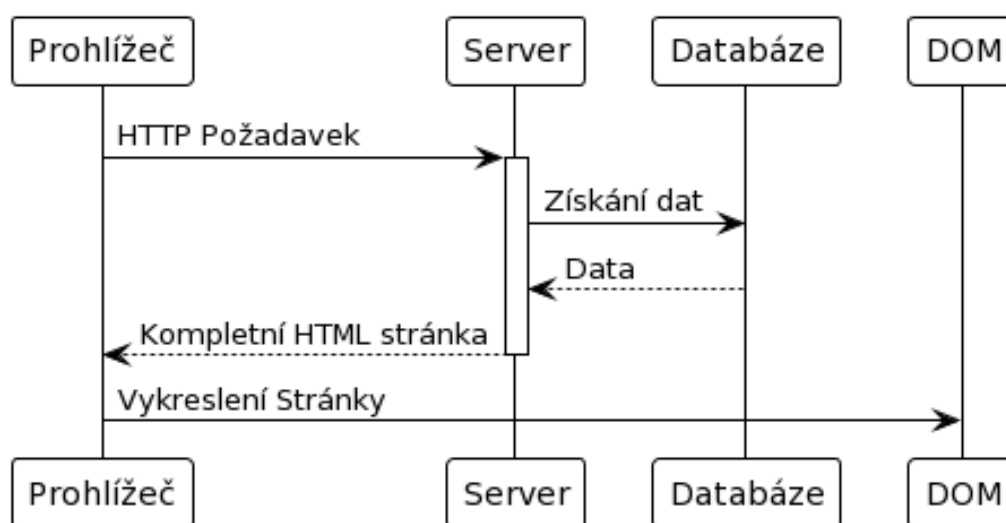 Prohlížeč Server Databáze DOM
HTTP Požadavek
Získání dat
Data
Kompletní HTML stránka
Vykreslení Stránky
Prohlížeč Server Databáze DOM